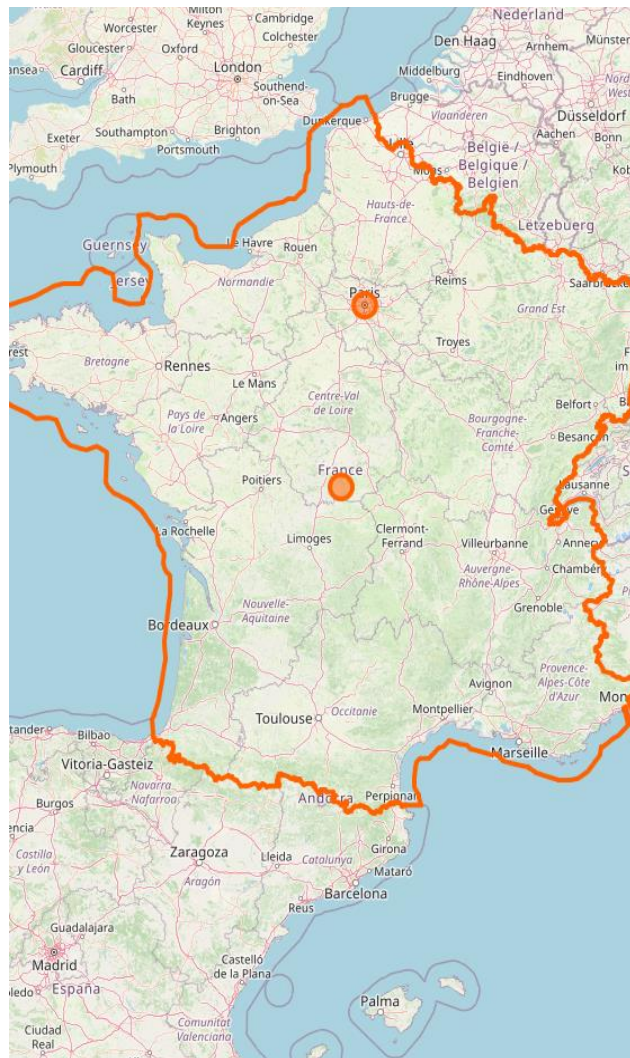 Milton
Keynes
Cambridge
Nederland
Worcester
Den Haag
Arnhem
Münster
Gloucester
Oxford
Colchester
Cardiff
London
Middelburg
Eindhoven
Bath
Southend-
on-Sea
Brugge
Düsseldorf
Southampton
Brighton
Dunkerque
Vlaanderen
Exeter
Portsmouth
Lille
België /
Belgique /
Belgien
Aachen
Bonn
Plymouth
Mons
Hauts-de-
France
Lëtzebuerg
Guernsey
Le Havre
Rouen
Jersey
Normandie
Paris
Reims
Saarbrücken
Grand Est
Troyes
Bretagne
Rennes
Le Mans
Centre-Val
de Loire
Pays de
la Loire
Angers
Bourgogne-
Franche-
Comté
Belfort
Besançon
France
Poitiers
Lausanne
Genève
La Rochelle
Limoges
Clermont-
Ferrand
Villeurbanne
Annecy
Auvergne-
Rhône-Alpes
Chambéry
Nouvelle-
Aquitaine
Grenoble
Bordeaux
Provence-
Alpes-Côte
d'Azur
Avignon
Toulouse
Occitanie
Montpellier
Bilbao
Marseille
Vitoria-Gasteiz
Navarra
Nafarroa
Andorra
Perpignan
Burgos
Girona
Castilla
y León
Zaragoza
Lleida
Catalunya
Mataró
Aragón
Barcelona
Reus
Guadalajara
Castelló
de la Plana
Madrid
España
Palma
Ciudad
Real
Comunitat
Valenciana